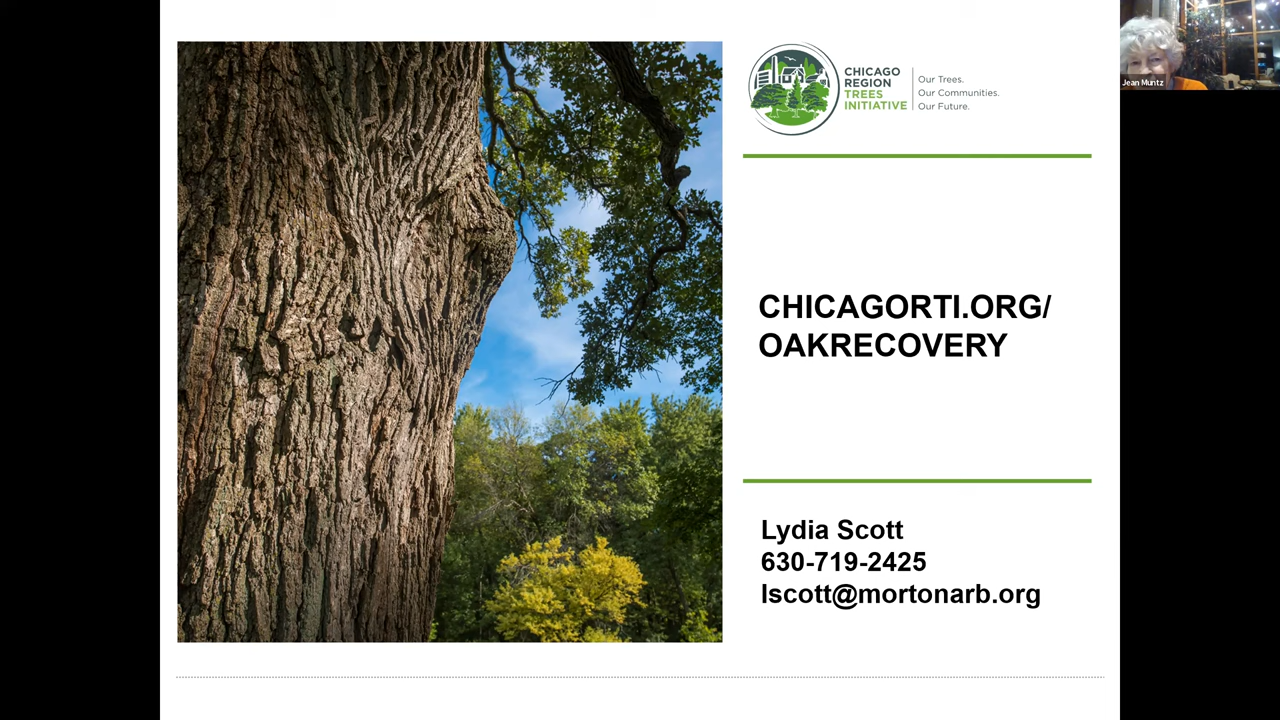 CHICAGO
REGION
TREES
INITIATIVE
Our Trees.
Our Communities.
Our Future.
Jean Muntz
CHICAGORTI.ORG/
OAKRECOVERY
Lydia Scott
630-719-2425
lscott@mortonarb.org